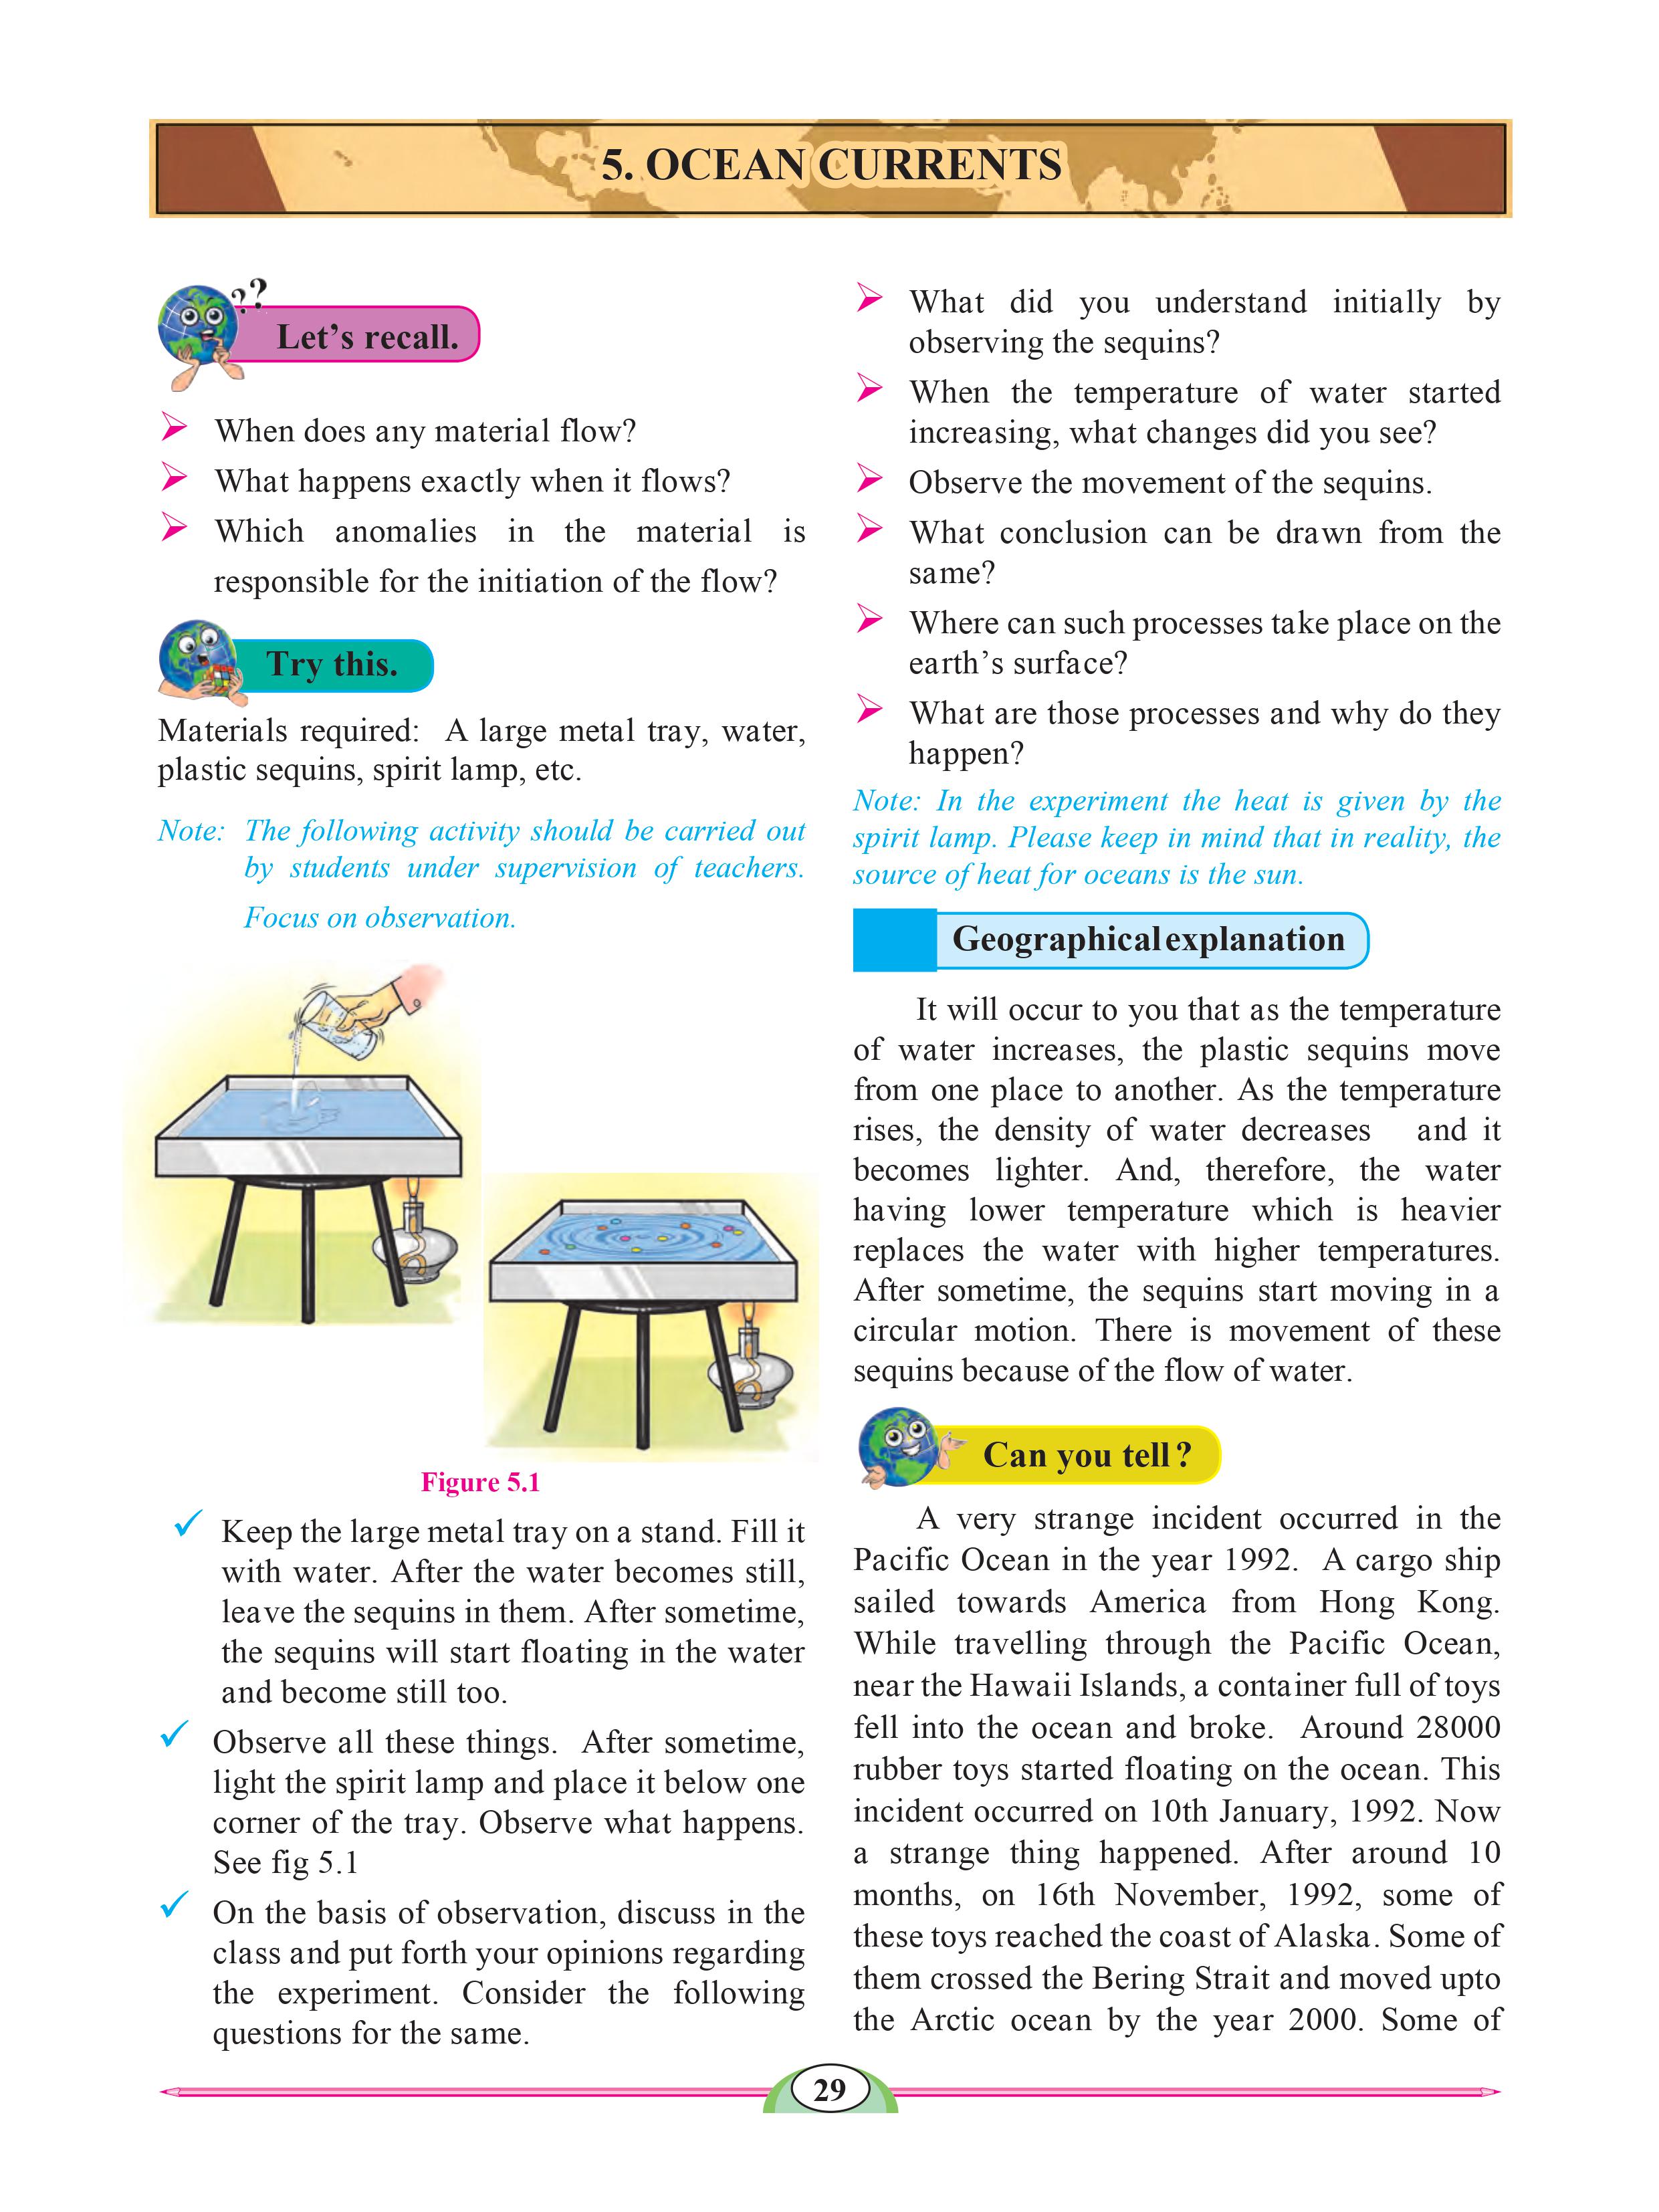 5. OCEAN CURRENTS
? ?
Let's recall.
When does any material flow?
What happens exactly when it flows?
Which anomalies in the material is
responsible for the initiation of the flow?
Try this.
Materials required: A large metal tray, water,
plastic sequins, spirit lamp, etc.
Note: The following activity should be carried out
by students under supervision of teachers.
Focus on observation.
Figure 5.1
Keep the large metal tray on a stand. Fill it
with water. After the water becomes still,
leave the sequins in them. After sometime,
the sequins will start floating in the water
and become still too.
Observe all these things. After sometime,
light the spirit lamp and place it below one
corner of the tray. Observe what happens.
See fig 5.1
On the basis of observation, discuss in the
class and put forth your opinions regarding
the experiment. Consider the following
questions for the same.
What did you understand initially by
observing the sequins?
When the temperature of water started
increasing, what changes did you see?
Observe the movement of the sequins.
What conclusion can be drawn from the
same?
Where can such processes take place on the
earth's surface?
What are those processes and why do they
happen?
Note: In the experiment the heat is given by the
spirit lamp. Please keep in mind that in reality, the
source of heat for oceans is the sun.
Geographical explanation
It will occur to you that as the temperature
of water increases, the plastic sequins move
from one place to another. As the temperature
rises, the density of water decreases and it
becomes lighter. And, therefore, the water
having lower temperature which is heavier
replaces the water with higher temperatures.
After sometime, the sequins start moving in a
circular motion. There is movement of these
sequins because of the flow of water.
Can you tell ?
A very strange incident occurred in the
Pacific Ocean in the year 1992. A cargo ship
sailed towards America from Hong Kong.
While travelling through the Pacific Ocean,
near the Hawaii Islands, a container full of toys
fell into the ocean and broke. Around 28000
rubber toys started floating on the ocean. This
incident occurred on 10th January, 1992. Now
a strange thing happened. After around 10
months, on 16th November, 1992, some of
these toys reached the coast of Alaska. Some of
them crossed the Bering Strait and moved upto
the Arctic ocean by the year 2000. Some of
29